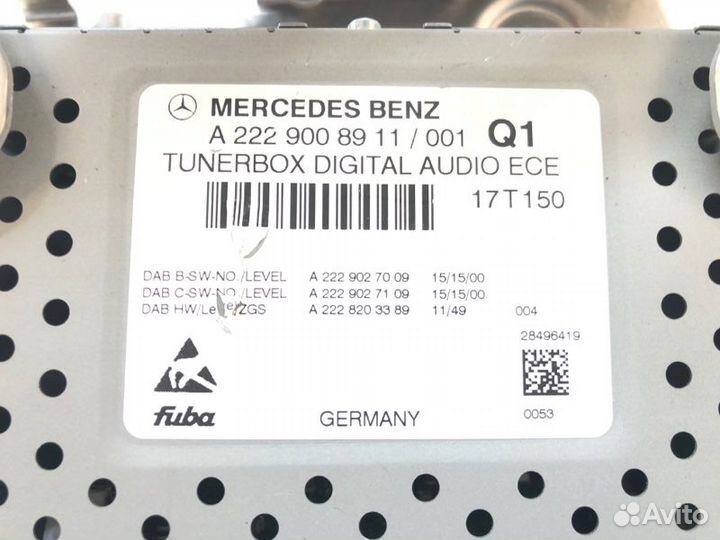 MERCEDES BENZ
A 222 900 89 11 / 001 Q1
TUNERBOX DIGITAL AUDIO ECE
17T150
DAB B-SW-NO./LEVEL A 222 902 70 09 15/15/00
DAB C-SW-NO./LEVEL A 222 902 71 09 15/15/00
DAB HW/Level/ZGS A 222 820 33 89 11/49 004
28496419
fuba GERMANY 0053
Avito